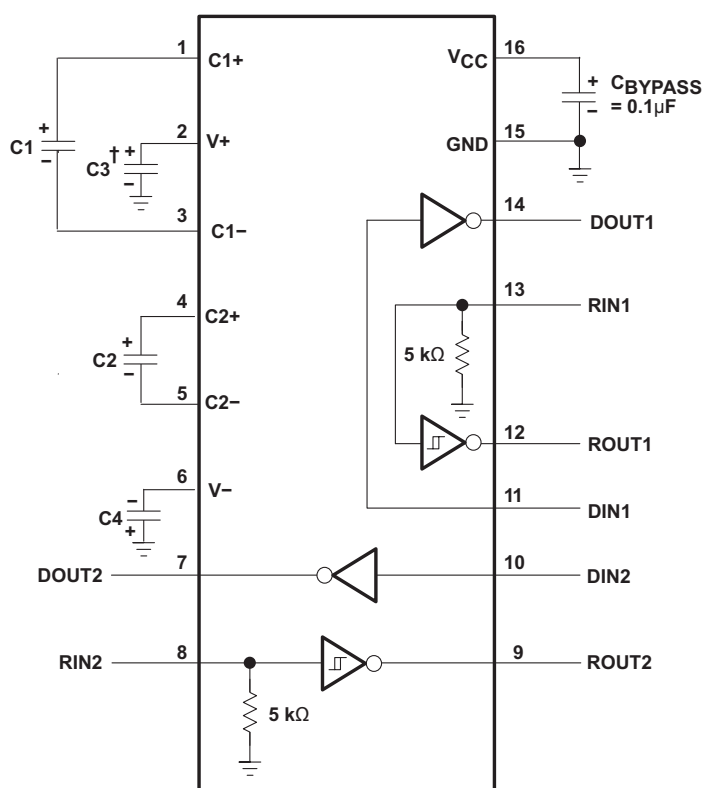 1
C1+
C1
+
−
2
V+
C3†
+
−
3
C1−
4
C2+
C2
+
−
5
C2−
6
V−
C4
−
+
DOUT2
7
RIN2
8
5 kΩ
VCC
16
+
−
CBYPASS
= 0.1µF
GND
15
14
DOUT1
13
RIN1
5 kΩ
12
ROUT1
11
DIN1
10
DIN2
9
ROUT2